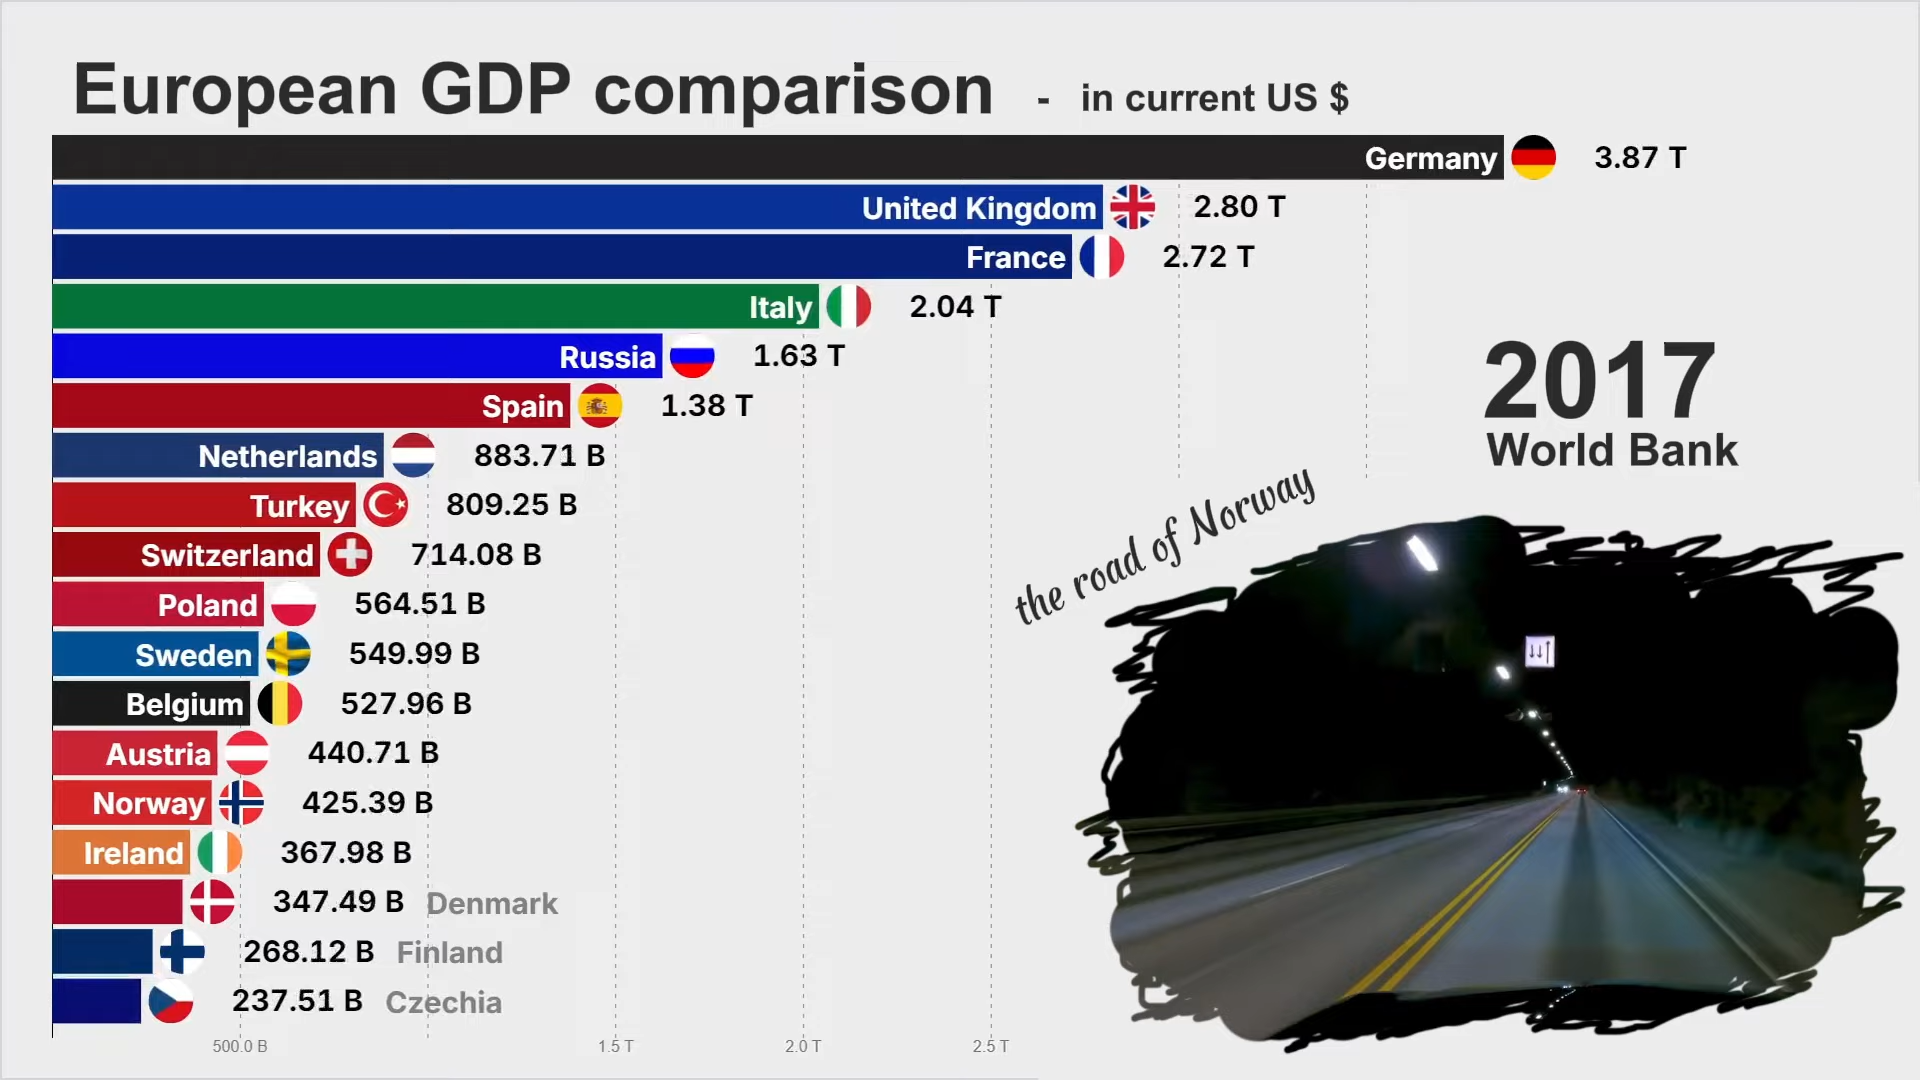 European GDP comparison - in current US $
Germany 3.87 T
United Kingdom 2.80 T
France 2.72 T
Italy 2.04 T
Russia 1.63 T
Spain 1.38 T
2017
World Bank
Netherlands 883.71 B
Turkey 809.25 B
Switzerland 714.08 B
the road of Norway
Poland 564.51 B
Sweden 549.99 B
Belgium 527.96 B
Austria 440.71 B
Norway 425.39 B
Ireland 367.98 B
347.49 B Denmark
268.12 B Finland
237.51 B Czechia
500.0 B 1.5 T 2.0 T 2.5 T